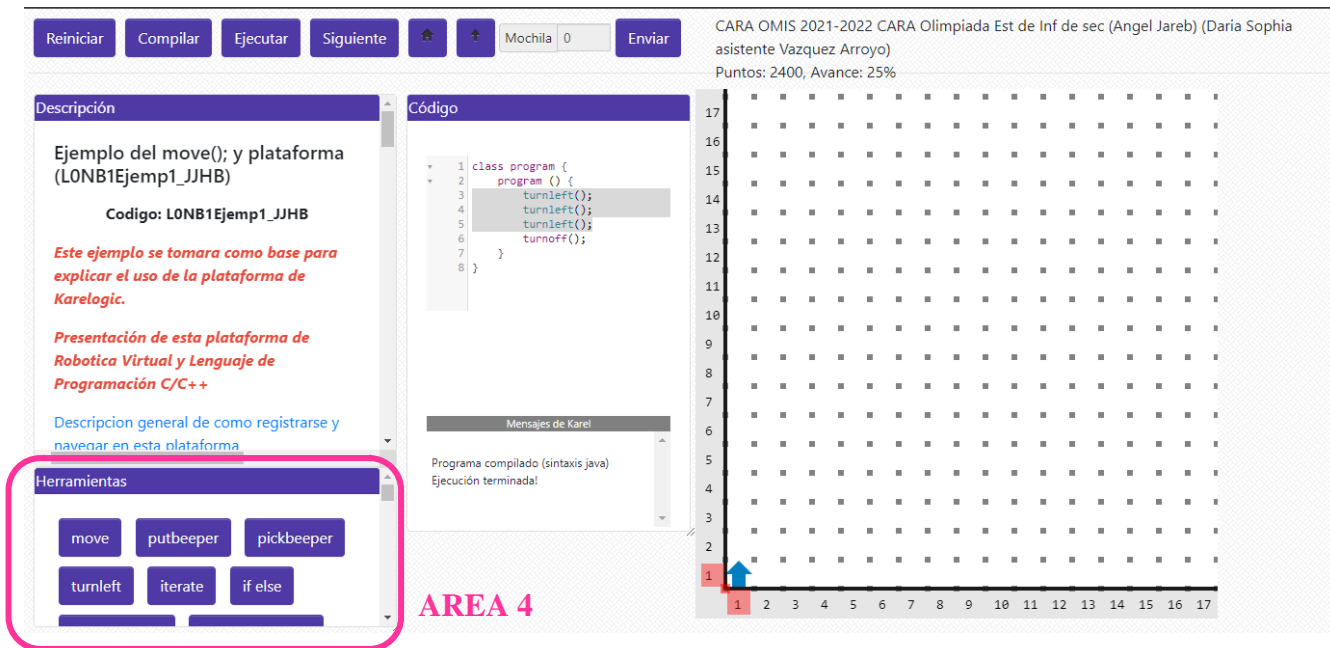 Reiniciar
Compilar
Ejecutar
Siguiente
Mochila 0
Enviar
CARA OMIS 2021-2022 CARA Olimpiada Est de Inf de sec (Angel Jareb) (Daria Sophia
asistente Vazquez Arroyo)
Puntos: 2400, Avance: 25%
Descripción
Ejemplo del move(); y plataforma
(L0NB1Ejemp1_JJHB)
Codigo: L0NB1Ejemp1_JJHB
Este ejemplo se tomara como base para
explicar el uso de la plataforma de
Karelogic.
Presentación de esta plataforma de
Robotica Virtual y Lenguaje de
Programación C/C++
Descripcion general de como registrarse y
navegar en esta plataforma
Herramientas
move
putbeeper
pickbeeper
turnleft
iterate
if else
AREA 4
Código
1 class program {
2 program () {
3 turnleft();
4 turnleft();
5 turnleft();
6 turnoff();
7 }
8 }
Mensajes de Karel
Programa compilado (sintaxis java)
Ejecución terminada!
17
16
15
14
13
12
11
10
9
8
7
6
5
4
3
2
1
1 2 3 4 5 6 7 8 9 10 11 12 13 14 15 16 17